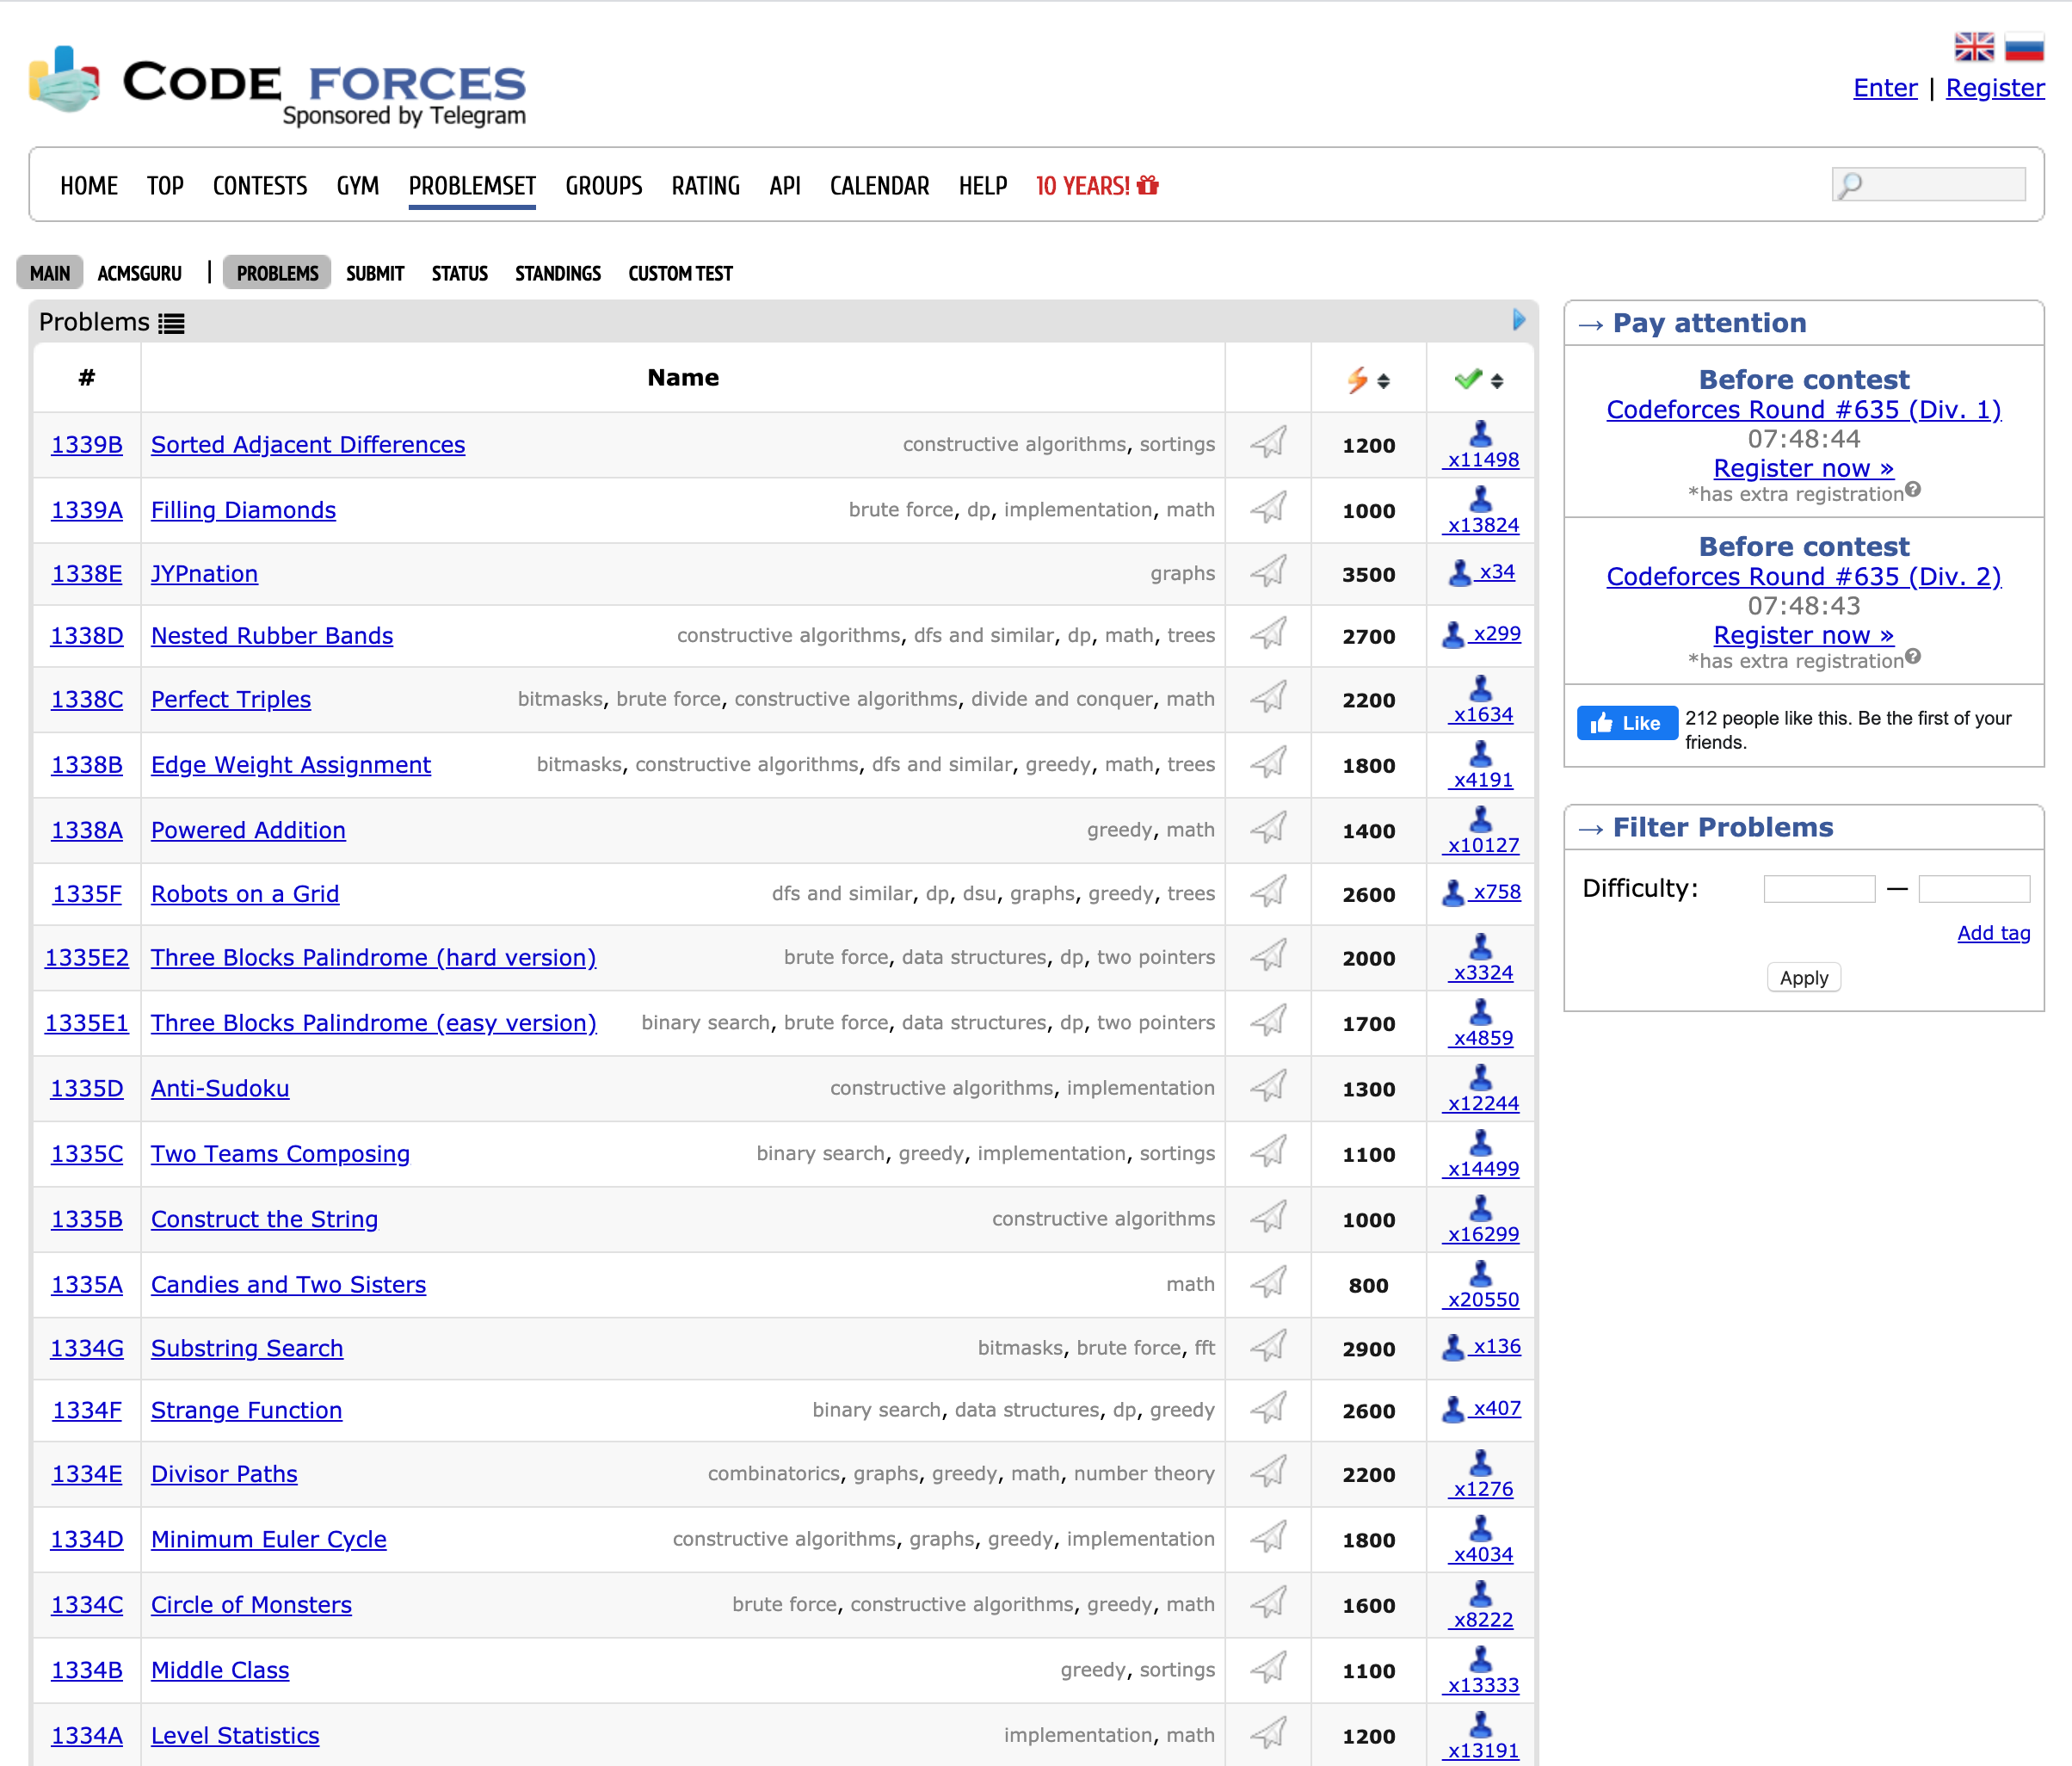 CODE FORCES
Sponsored by Telegram
Enter | Register
HOME TOP CONTESTS GYM PROBLEMSET GROUPS RATING API CALENDAR HELP 10 YEARS!
MAIN ACMSGURU | PROBLEMS SUBMIT STATUS STANDINGS CUSTOM TEST
Problems
# Name
1339B Sorted Adjacent Differences constructive algorithms, sortings 1200 x11498
1339A Filling Diamonds brute force, dp, implementation, math 1000 x13824
1338E JYPnation graphs 3500 x34
1338D Nested Rubber Bands constructive algorithms, dfs and similar, dp, math, trees 2700 x299
1338C Perfect Triples bitmasks, brute force, constructive algorithms, divide and conquer, math 2200 x1634
1338B Edge Weight Assignment bitmasks, constructive algorithms, dfs and similar, greedy, math, trees 1800 x4191
1338A Powered Addition greedy, math 1400 x10127
1335F Robots on a Grid dfs and similar, dp, dsu, graphs, greedy, trees 2600 x758
1335E2 Three Blocks Palindrome (hard version) brute force, data structures, dp, two pointers 2000 x3324
1335E1 Three Blocks Palindrome (easy version) binary search, brute force, data structures, dp, two pointers 1700 x4859
1335D Anti-Sudoku constructive algorithms, implementation 1300 x12244
1335C Two Teams Composing binary search, greedy, implementation, sortings 1100 x14499
1335B Construct the String constructive algorithms 1000 x16299
1335A Candies and Two Sisters math 800 x20550
1334G Substring Search bitmasks, brute force, fft 2900 x136
1334F Strange Function binary search, data structures, dp, greedy 2600 x407
1334E Divisor Paths combinatorics, graphs, greedy, math, number theory 2200 x1276
1334D Minimum Euler Cycle constructive algorithms, graphs, greedy, implementation 1800 x4034
1334C Circle of Monsters brute force, constructive algorithms, greedy, math 1600 x8222
1334B Middle Class greedy, sortings 1100 x13333
1334A Level Statistics implementation, math 1200 x13191
→ Pay attention
Before contest
Codeforces Round #635 (Div. 1)
07:48:44
Register now »
*has extra registration?
Before contest
Codeforces Round #635 (Div. 2)
07:48:43
Register now »
*has extra registration?
Like 212 people like this. Be the first of your
friends.
→ Filter Problems
Difficulty: —
Add tag
Apply